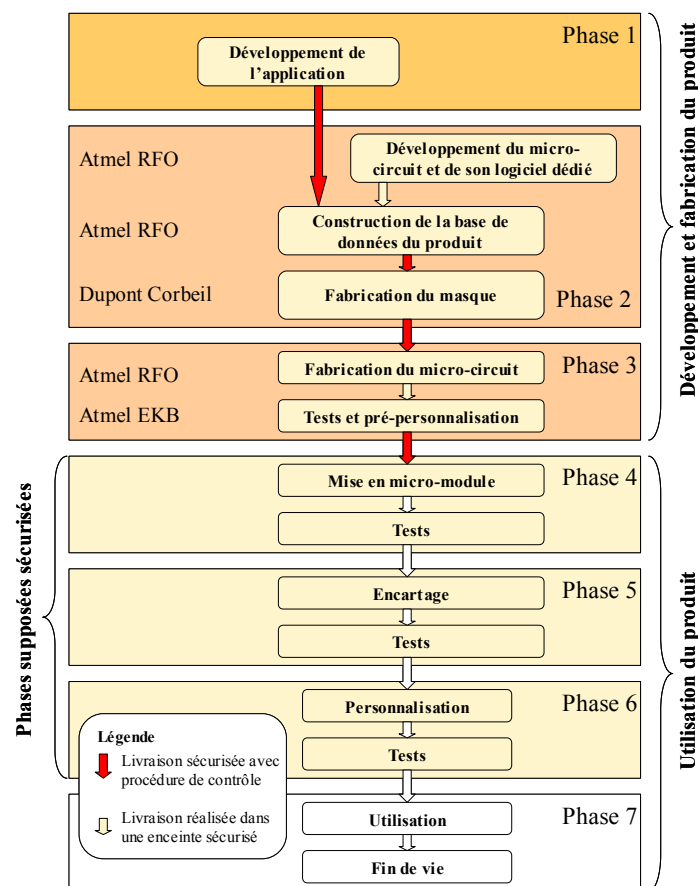 Phase 1
Développement de
l'application
Développement et fabrication du produit
Atmel RFO
Développement du micro-
circuit et de son logiciel dédié
Atmel RFO
Construction de la base de
données du produit
Dupont Corbeil
Fabrication du masque
Phase 2
Phase 3
Atmel RFO
Fabrication du micro-circuit
Atmel EKB
Tests et pré-personnalisation
Phases supposées sécurisées
Mise en micro-module
Phase 4
Tests
Utilisation du produit
Encartage
Phase 5
Tests
Personnalisation
Phase 6
Tests
Légende
Livraison sécurisée avec
procédure de contrôle
Livraison réalisée dans
une enceinte sécurisé
Utilisation
Phase 7
Fin de vie